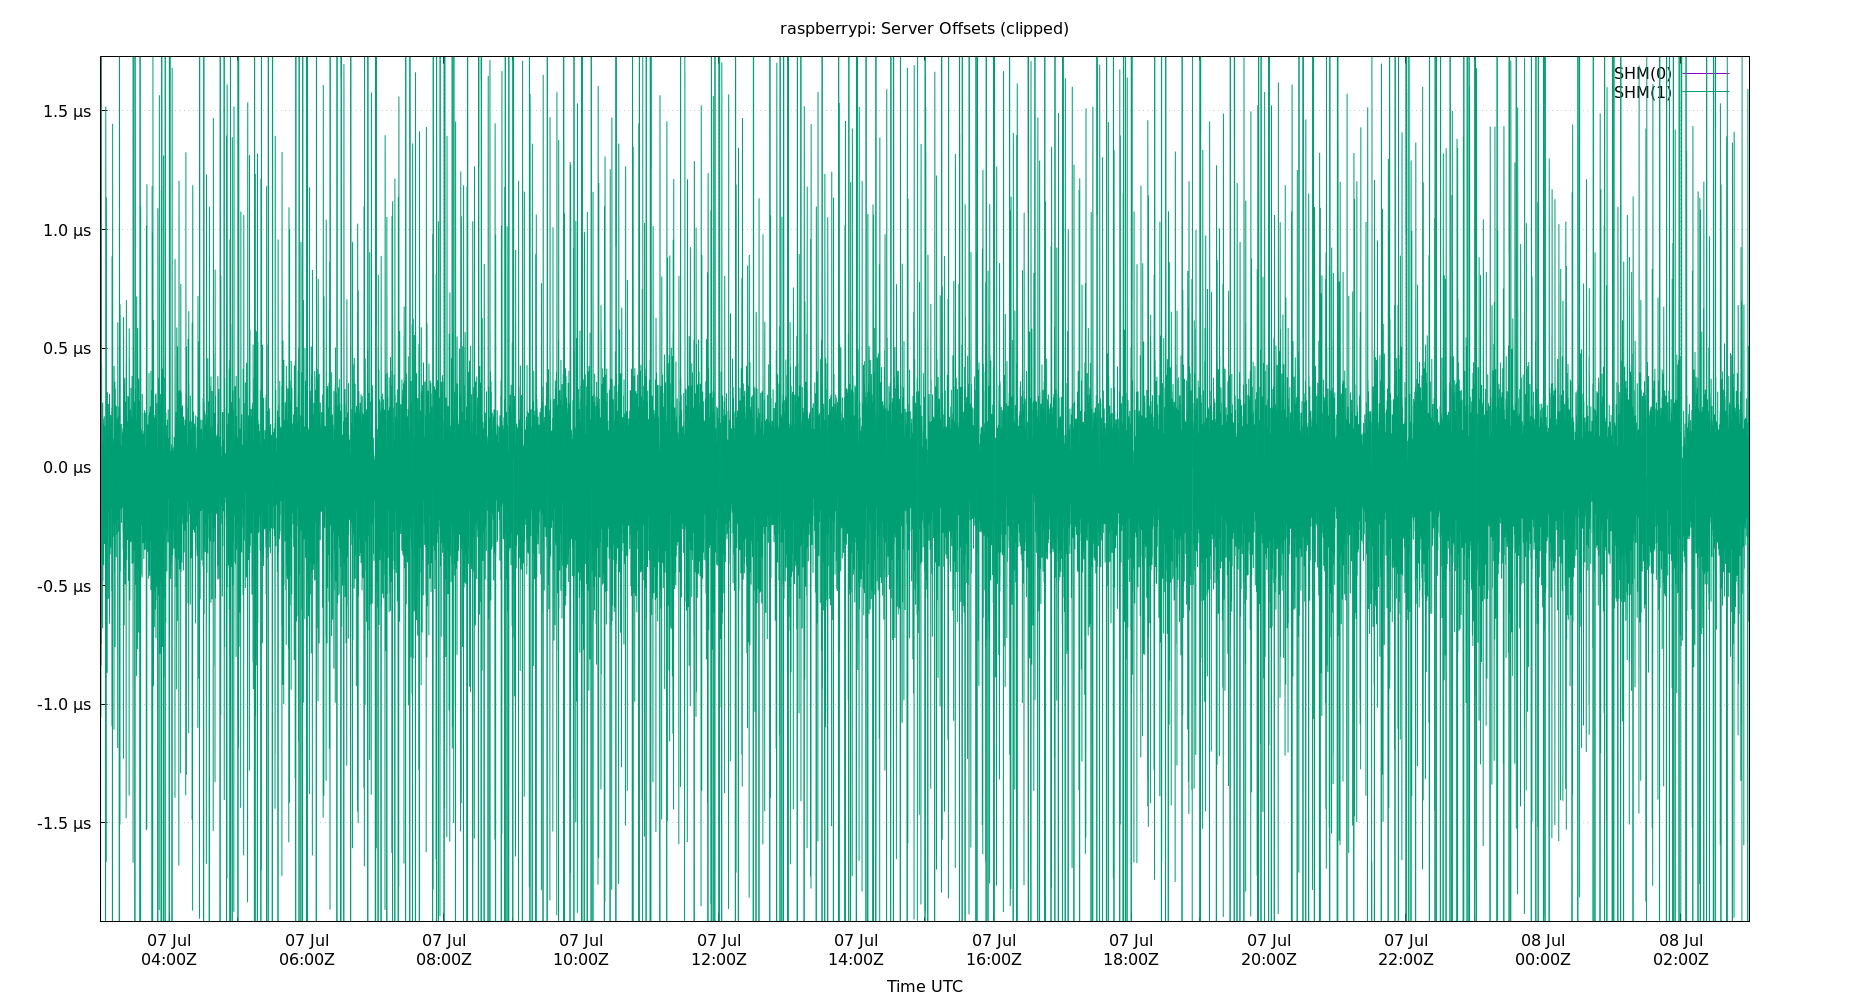 raspberrypi: Server Offsets (clipped)
SHM(0)
SHM(1)
1.5 µs
1.0 µs
0.5 µs
0.0 µs
-0.5 µs
-1.0 µs
-1.5 µs
07 Jul 07 Jul 07 Jul 07 Jul 07 Jul 07 Jul 07 Jul 07 Jul 07 Jul 07 Jul 08 Jul 08 Jul
04:00Z 06:00Z 08:00Z 10:00Z 12:00Z 14:00Z 16:00Z 18:00Z 20:00Z 22:00Z 00:00Z 02:00Z
Time UTC